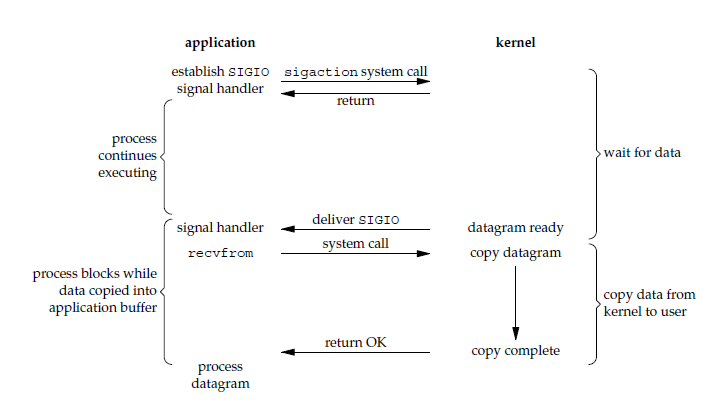 application
kernel
establish SIGIO
signal handler
sigaction system call
return
process
continues
executing
wait for data
signal handler
deliver SIGIO
datagram ready
recvfrom
system call
copy datagram
process blocks while
data copied into
application buffer
copy data from
kernel to user
return OK
copy complete
process
datagram